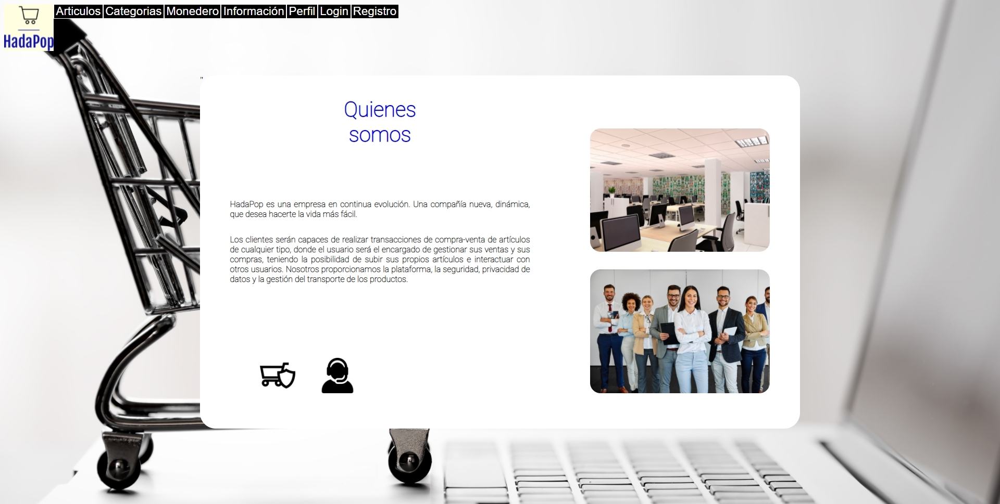 Articulos Categorias Monedero Información Perfil Login Registro
HadaPop
"
Quienes
somos
HadaPop es una empresa en continua evolución. Una compañía nueva, dinámica,
que desea hacerte la vida más fácil.
Los clientes serán capaces de realizar transacciones de compra-venta de artículos
de cualquier tipo, donde el usuario será el encargado de gestionar sus ventas y sus
compras, teniendo la posibilidad de subir sus propios artículos e interactuar con
otros usuarios. Nosotros proporcionamos la plataforma, la seguridad, privacidad de
datos y la gestión del transporte de los productos.